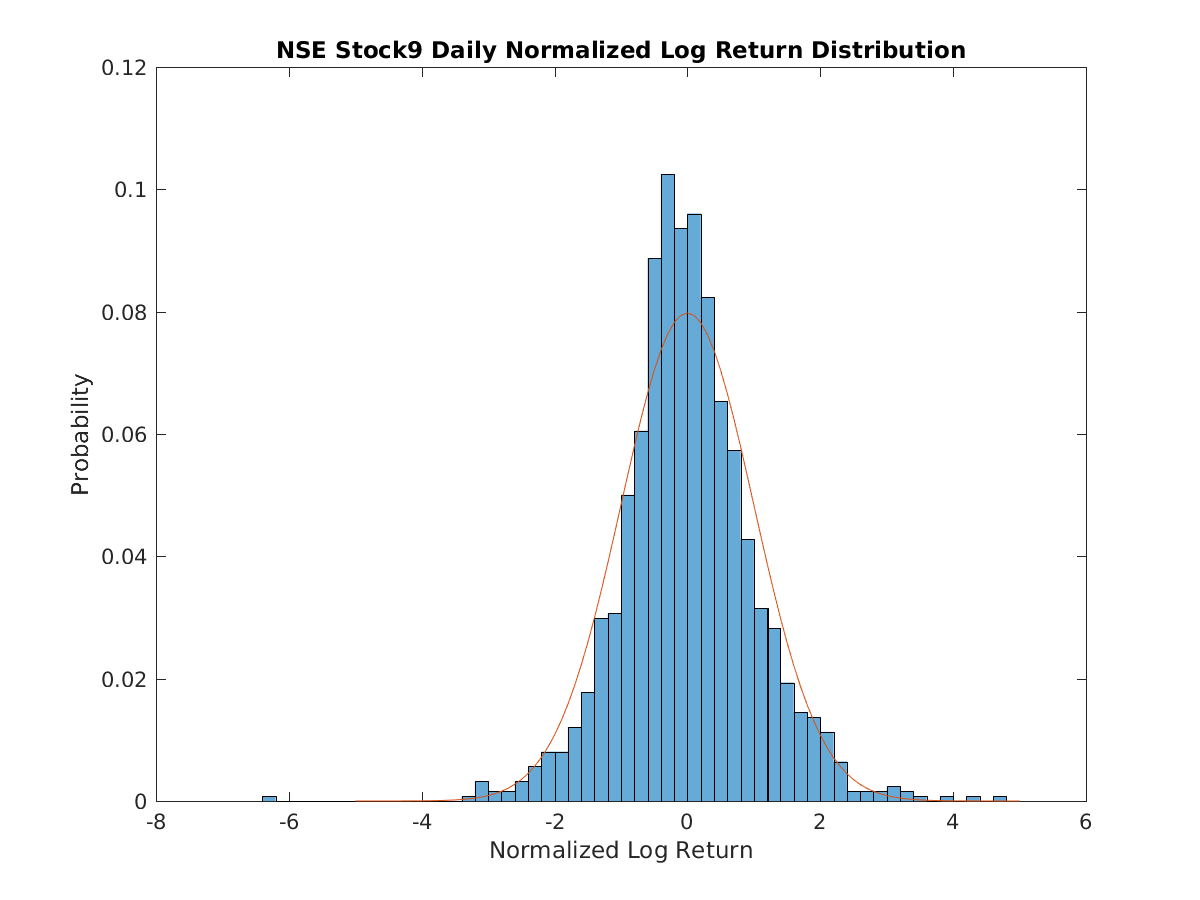 NSE Stock9 Daily Normalized Log Return Distribution
0.12
0.1
0.08
0.06
0.04
0.02
0
Probability
-8 -6 -4 -2 0 2 4 6
Normalized Log Return